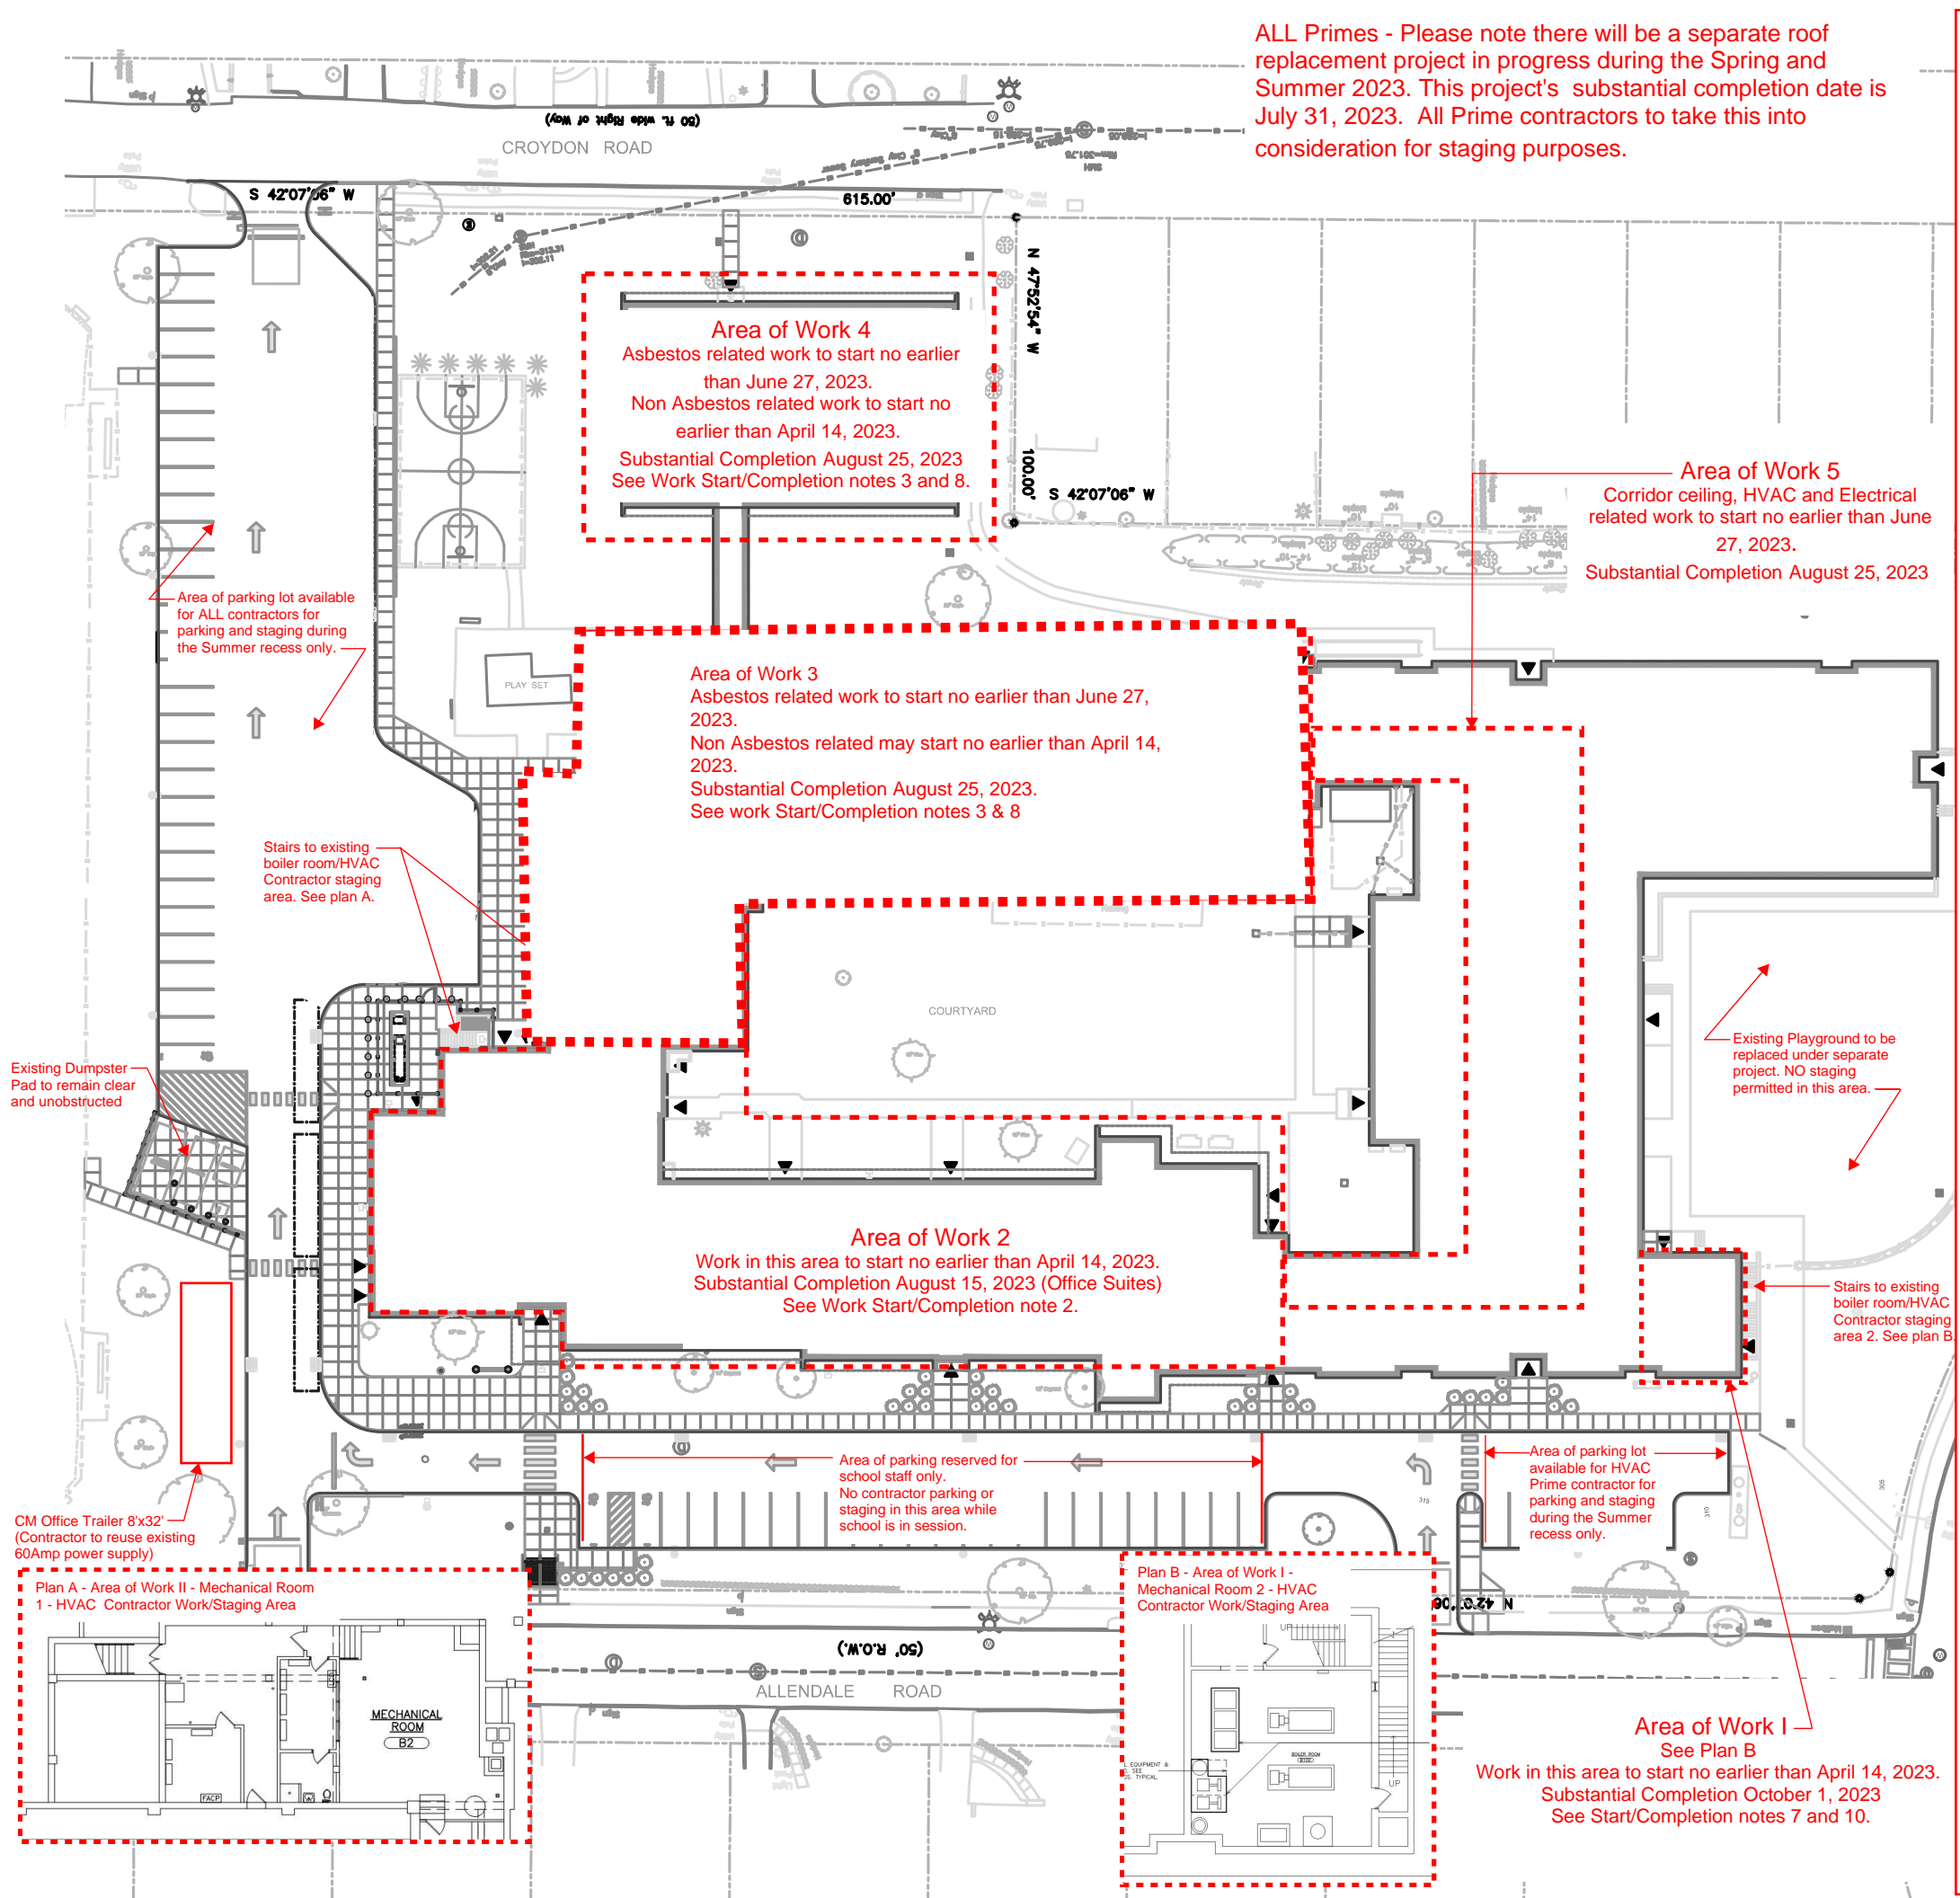 ALL Primes - Please note there will be a separate roof
replacement project in progress during the Spring and
Summer 2023. This project's substantial completion date is
July 31, 2023. All Prime contractors to take this into
consideration for staging purposes.
(50 ft. wide Right of Way)
CROYDON ROAD
S 42°07'06" W
615.00'
N 47°52'54" W
100.00'
S 42°07'06" W
Area of Work 4
Asbestos related work to start no earlier
than June 27, 2023.
Non Asbestos related work to start no
earlier than April 14, 2023.
Substantial Completion August 25, 2023
See Work Start/Completion notes 3 and 8.
Area of Work 5
Corridor ceiling, HVAC and Electrical
related work to start no earlier than June
27, 2023.
Substantial Completion August 25, 2023
Area of parking lot available
for ALL contractors for
parking and staging during
the Summer recess only.
PLAY SET
Area of Work 3
Asbestos related work to start no earlier than June 27,
2023.
Non Asbestos related may start no earlier than April 14,
2023.
Substantial Completion August 25, 2023.
See work Start/Completion notes 3 & 8
Stairs to existing
boiler room/HVAC
Contractor staging
area. See plan A.
COURTYARD
Existing Playground to be
replaced under separate
project. NO staging
permitted in this area.
Existing Dumpster
Pad to remain clear
and unobstructed
Area of Work 2
Work in this area to start no earlier than April 14, 2023.
Substantial Completion August 15, 2023 (Office Suites)
See Work Start/Completion note 2.
Stairs to existing
boiler room/HVAC
Contractor staging
area 2. See plan B.
Area of parking reserved for
school staff only.
No contractor parking or
staging in this area while
school is in session.
Area of parking lot
available for HVAC
Prime contractor for
parking and staging
during the Summer
recess only.
315
310
305
CM Office Trailer 8'x32'
(Contractor to reuse existing
60Amp power supply)
Plan A - Area of Work II - Mechanical Room
1 - HVAC Contractor Work/Staging Area
MECHANICAL
ROOM
B2
FACP
Plan B - Area of Work I -
Mechanical Room 2 - HVAC
Contractor Work/Staging Area
UP
BOILER ROOM
EQUIPMENT &
SEE
TYPICAL
UP
(50' R.O.W.)
ALLENDALE ROAD
Area of Work I
See Plan B
Work in this area to start no earlier than April 14, 2023.
Substantial Completion October 1, 2023
See Start/Completion notes 7 and 10.